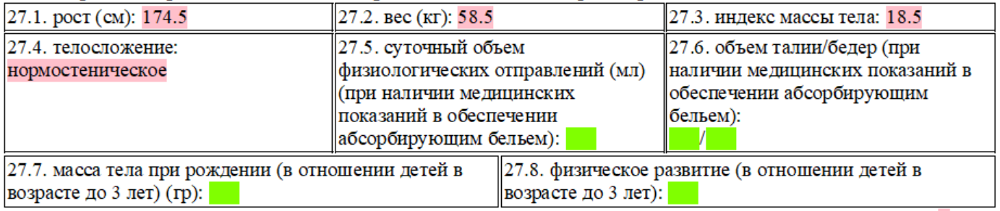 27.1. рост (см): 174.5
27.2. вес (кг): 58.5
27.3. индекс массы тела: 18.5
27.4. телосложение:
нормостеническое
27.5. суточный объем
физиологических отправлений (мл)
(при наличии медицинских
показаний в обеспечении
абсорбирующим бельем):
27.6. объем талии/бедер (при
наличии медицинских показаний в
обеспечении абсорбирующим
бельем):
/
27.7. масса тела при рождении (в отношении детей в
возрасте до 3 лет) (гр):
27.8. физическое развитие (в отношении детей в
возрасте до 3 лет):